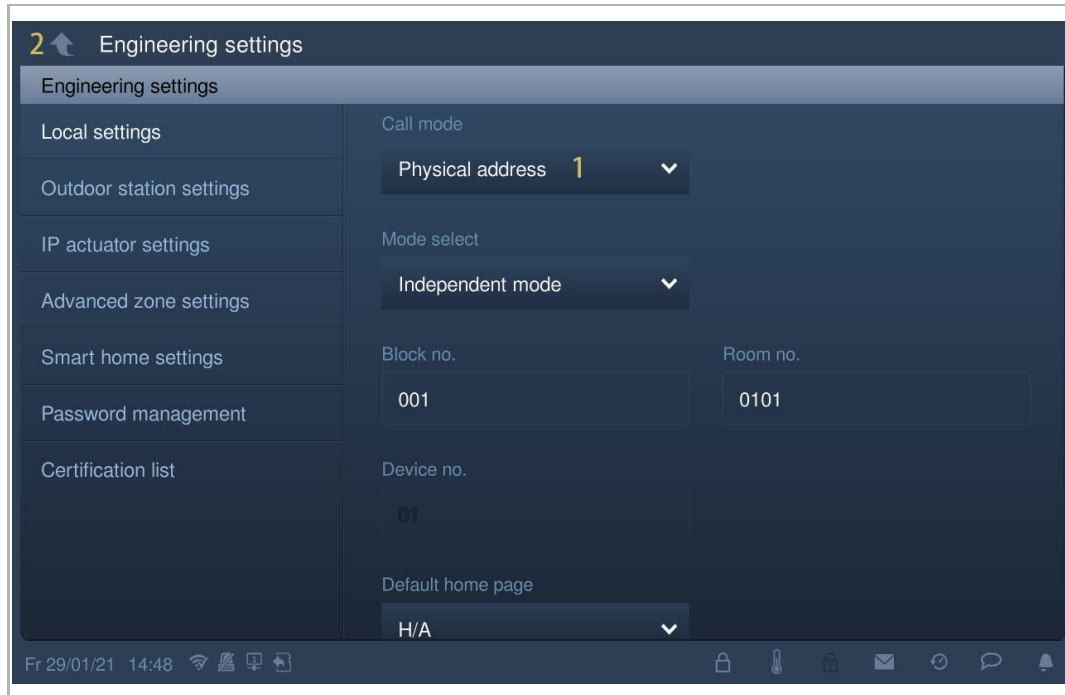 2 Engineering settings
Engineering settings
Local settings
Outdoor station settings
IP actuator settings
Advanced zone settings
Smart home settings
Password management
Certification list
Call mode
Physical address 1
Mode select
Independent mode
Block no. Room no.
001 0101
Device no.
01
Default home page
H/A
Fr 29/01/21 14:48